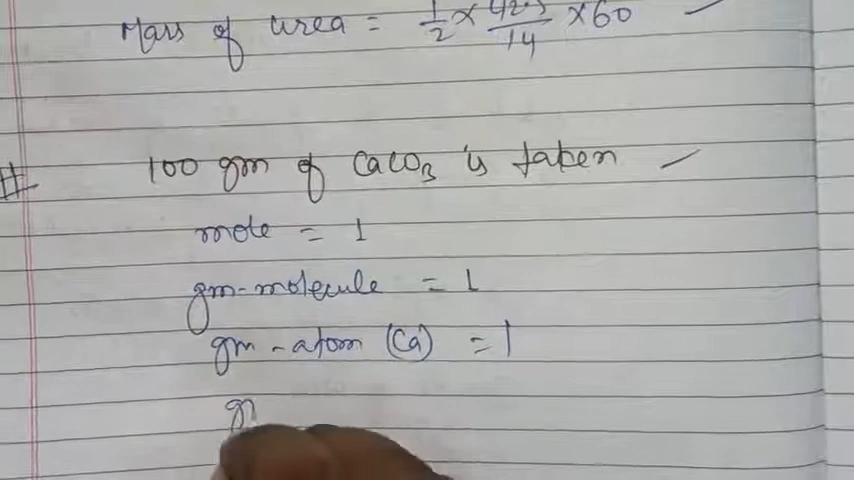 Mass of urea = 1/2 × 42.5/14 × 60
# 100 gm of CaCO3 is taken
mole = 1
gm-molecule = 1
gm-atom (Ca) = 1
g